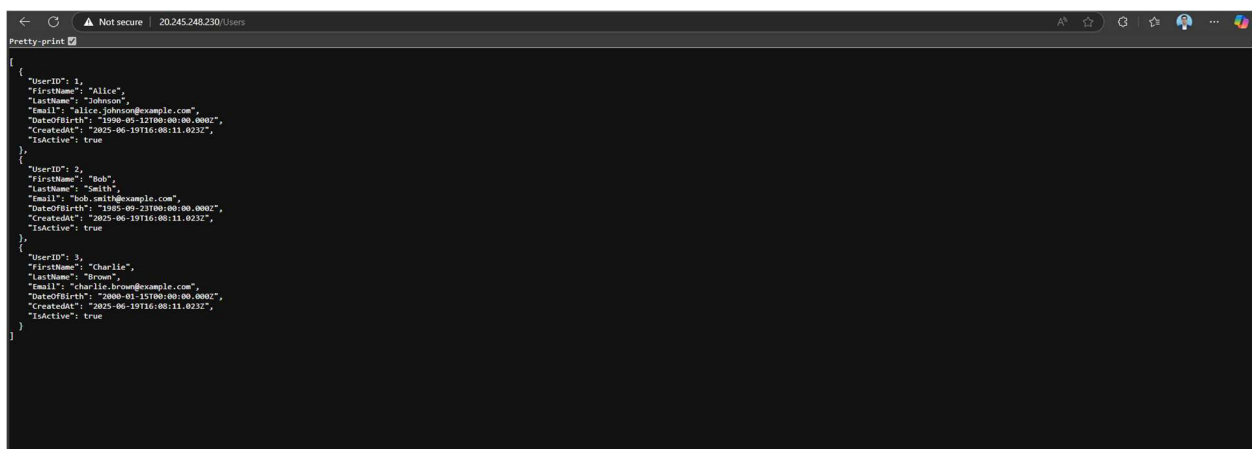 Not secure 20.245.248.230/Users
Pretty-print
[
  {
    "UserID": 1,
    "FirstName": "Alice",
    "LastName": "Johnson",
    "Email": "alice.johnson@example.com",
    "DateOfBirth": "1990-05-12T00:00:00.000Z",
    "CreatedAt": "2025-06-19T16:08:11.023Z",
    "IsActive": true
  },
  {
    "UserID": 2,
    "FirstName": "Bob",
    "LastName": "Smith",
    "Email": "bob.smith@example.com",
    "DateOfBirth": "1985-09-23T00:00:00.000Z",
    "CreatedAt": "2025-06-19T16:08:11.023Z",
    "IsActive": true
  },
  {
    "UserID": 3,
    "FirstName": "Charlie",
    "LastName": "Brown",
    "Email": "charlie.brown@example.com",
    "DateOfBirth": "2000-01-15T00:00:00.000Z",
    "CreatedAt": "2025-06-19T16:08:11.023Z",
    "IsActive": true
  }
]